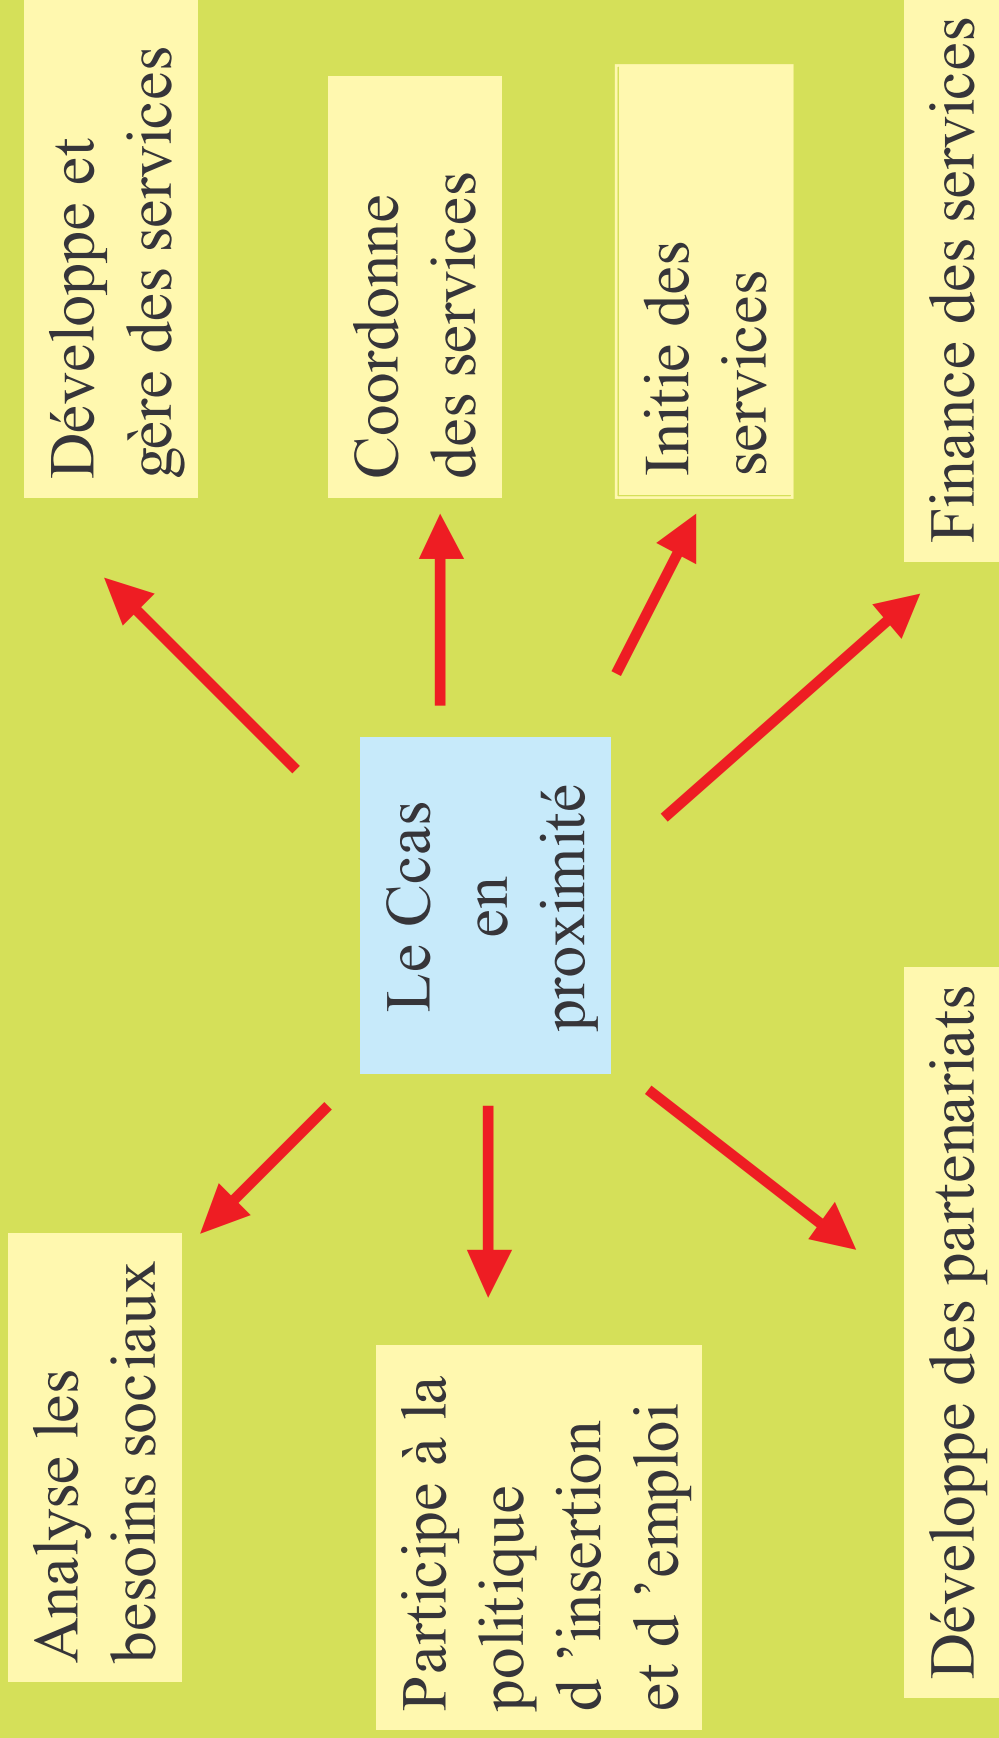 Analyse les
besoins sociaux
Participe à la
politique
d ’insertion
et d ’emploi
Développe des partenariats
Le Ccas
en
proximité
Développe et
gère des services
Coordonne
des services
Initie des
services
Finance des services